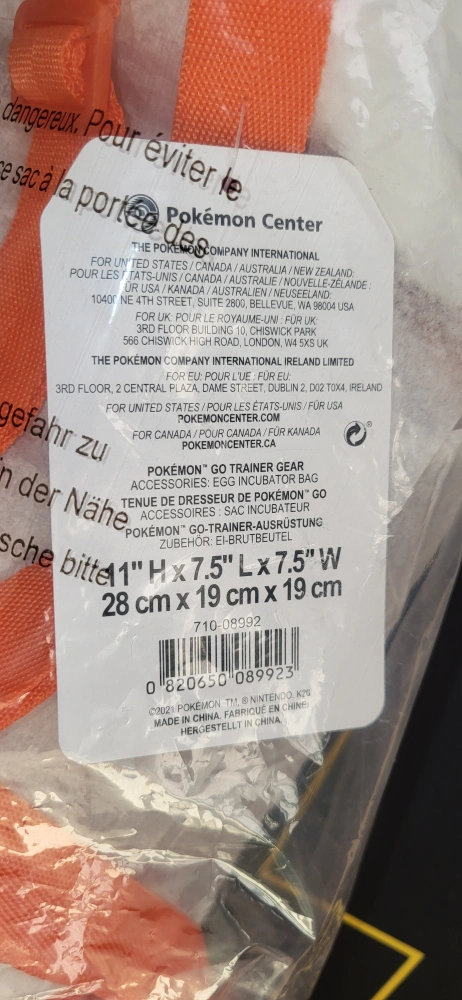 dangereux. Pour éviter le
ce sac à la portée des
Pokémon Center
THE POKÉMON COMPANY INTERNATIONAL
FOR UNITED STATES / CANADA / AUSTRALIA / NEW ZEALAND:
POUR LES ÉTATS-UNIS / CANADA / AUSTRALIE / NOUVELLE-ZÉLANDE :
FÜR USA / KANADA / AUSTRALIEN / NEUSEELAND:
10400 NE 4TH STREET, SUITE 2800, BELLEVUE, WA 98004 USA
FOR UK: POUR LE ROYAUME-UNI : FÜR UK:
3RD FLOOR BUILDING 10, CHISWICK PARK
566 CHISWICK HIGH ROAD, LONDON, W4 5XS UK
THE POKÉMON COMPANY INTERNATIONAL IRELAND LIMITED
FOR EU: POUR L'UE : FÜR EU:
3RD FLOOR, 2 CENTRAL PLAZA, DAME STREET, DUBLIN 2, D02 T0X4, IRELAND
FOR UNITED STATES / POUR LES ÉTATS-UNIS / FÜR USA
POKEMONCENTER.COM
FOR CANADA / POUR CANADA / FÜR KANADA
POKEMONCENTER.CA
gefahr zu
n der Nähe
sche bitte
POKÉMON™ GO TRAINER GEAR
ACCESSORIES: EGG INCUBATOR BAG
TENUE DE DRESSEUR DE POKÉMON™ GO
ACCESSOIRES : SAC INCUBATEUR
POKÉMON™ GO-TRAINER-AUSRÜSTUNG
ZUBEHÖR: EI-BRUTBEUTEL
11" H x 7.5" L x 7.5" W
28 cm x 19 cm x 19 cm
710-08992
0 820650 089923
©2021 POKÉMON. TM, ® NINTENDO. K20
MADE IN CHINA. FABRIQUÉ EN CHINE.
HERGESTELLT IN CHINA.